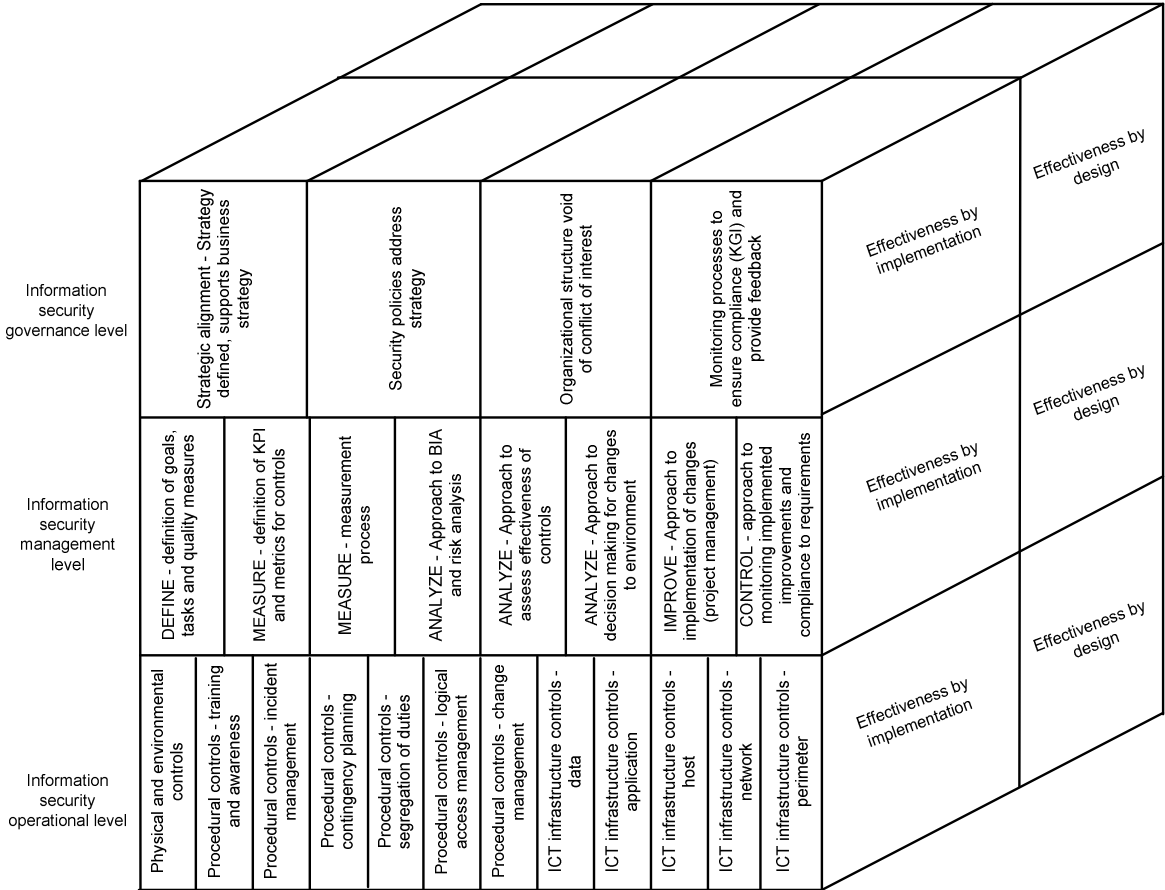 Information
security
governance level
Strategic alignment - Strategy
defined, supports business
strategy
Security policies address
strategy
Organizational structure void
of conflict of interest
Monitoring processes to
ensure compliance (KGI) and
provide feedback
Effectiveness by
implementation
Effectiveness by
design
Information
security
management
level
DEFINE - definition of goals,
tasks and quality measures
MEASURE - definition of KPI
and metrics for controls
MEASURE - measurement
process
ANALYZE - Approach to BIA
and risk analysis
ANALYZE - Approach to
assess effectiveness of
controls
ANALYZE - Approach to
decision making for changes
to environment
IMPROVE - Approach to
implementation of changes
(project management)
CONTROL - approach to
monitoring implemented
improvements and
compliance to requirements
Effectiveness by
implementation
Effectiveness by
design
Information
security
operational level
Physical and environmental
controls
Procedural controls - training
and awareness
Procedural controls - incident
management
Procedural controls -
contingency planning
Procedural controls -
segregation of duties
Procedural controls - logical
access management
Procedural controls - change
management
ICT infrastructure controls -
data
ICT infrastructure controls -
application
ICT infrastructure controls -
host
ICT infrastructure controls -
network
ICT infrastructure controls -
perimeter
Effectiveness by
implementation
Effectiveness by
design